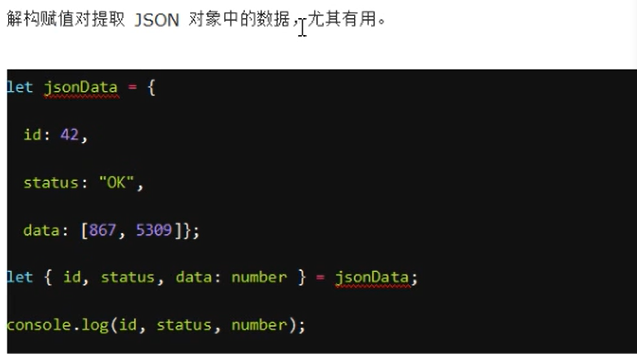 解构赋值对提取 JSON 对象中的数据，尤其有用。
let jsonData = {
id: 42,
status: "OK",
data: [867, 5309]};
let { id, status, data: number } = jsonData;
console.log(id, status, number);